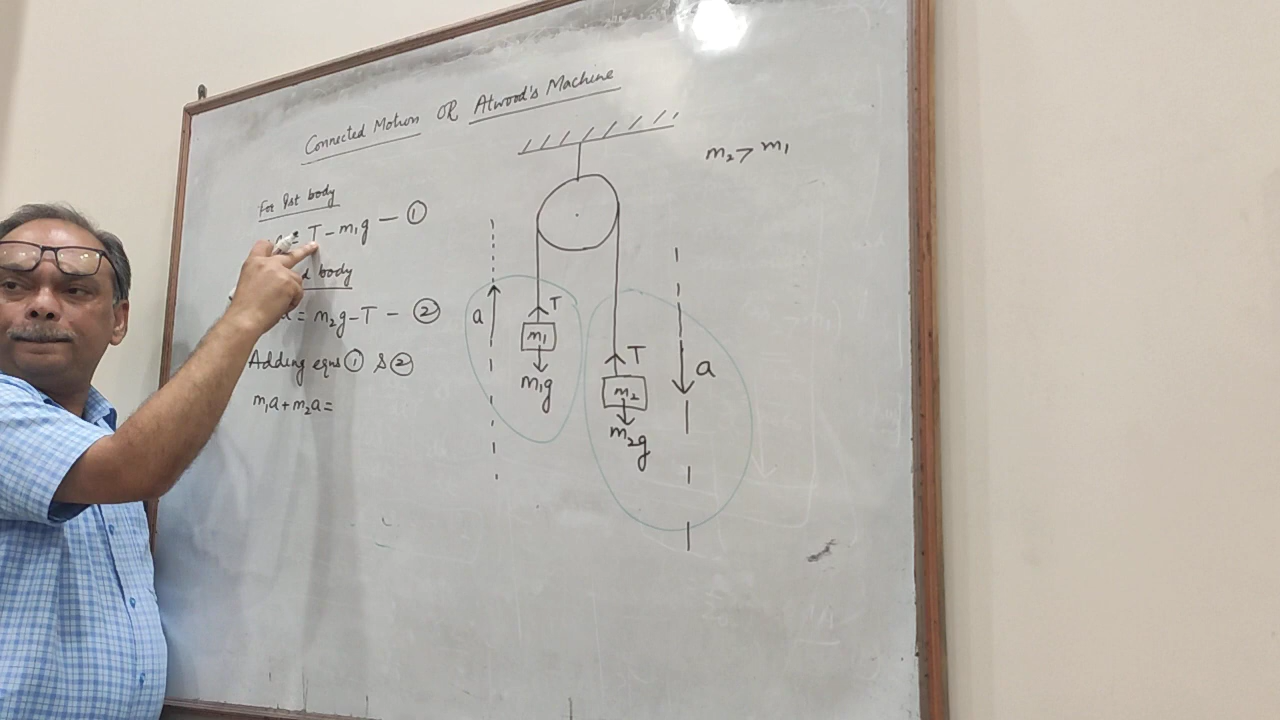 Connected Motion OR Atwood's Machine
m₂ > m₁
For 1st body
= T - m₁g - ①
body
a = m₂g - T - ②
Adding eqns ① & ②
m₁a + m₂a =
a
T
m₁
m₁g
T
m₂
m₂g
a